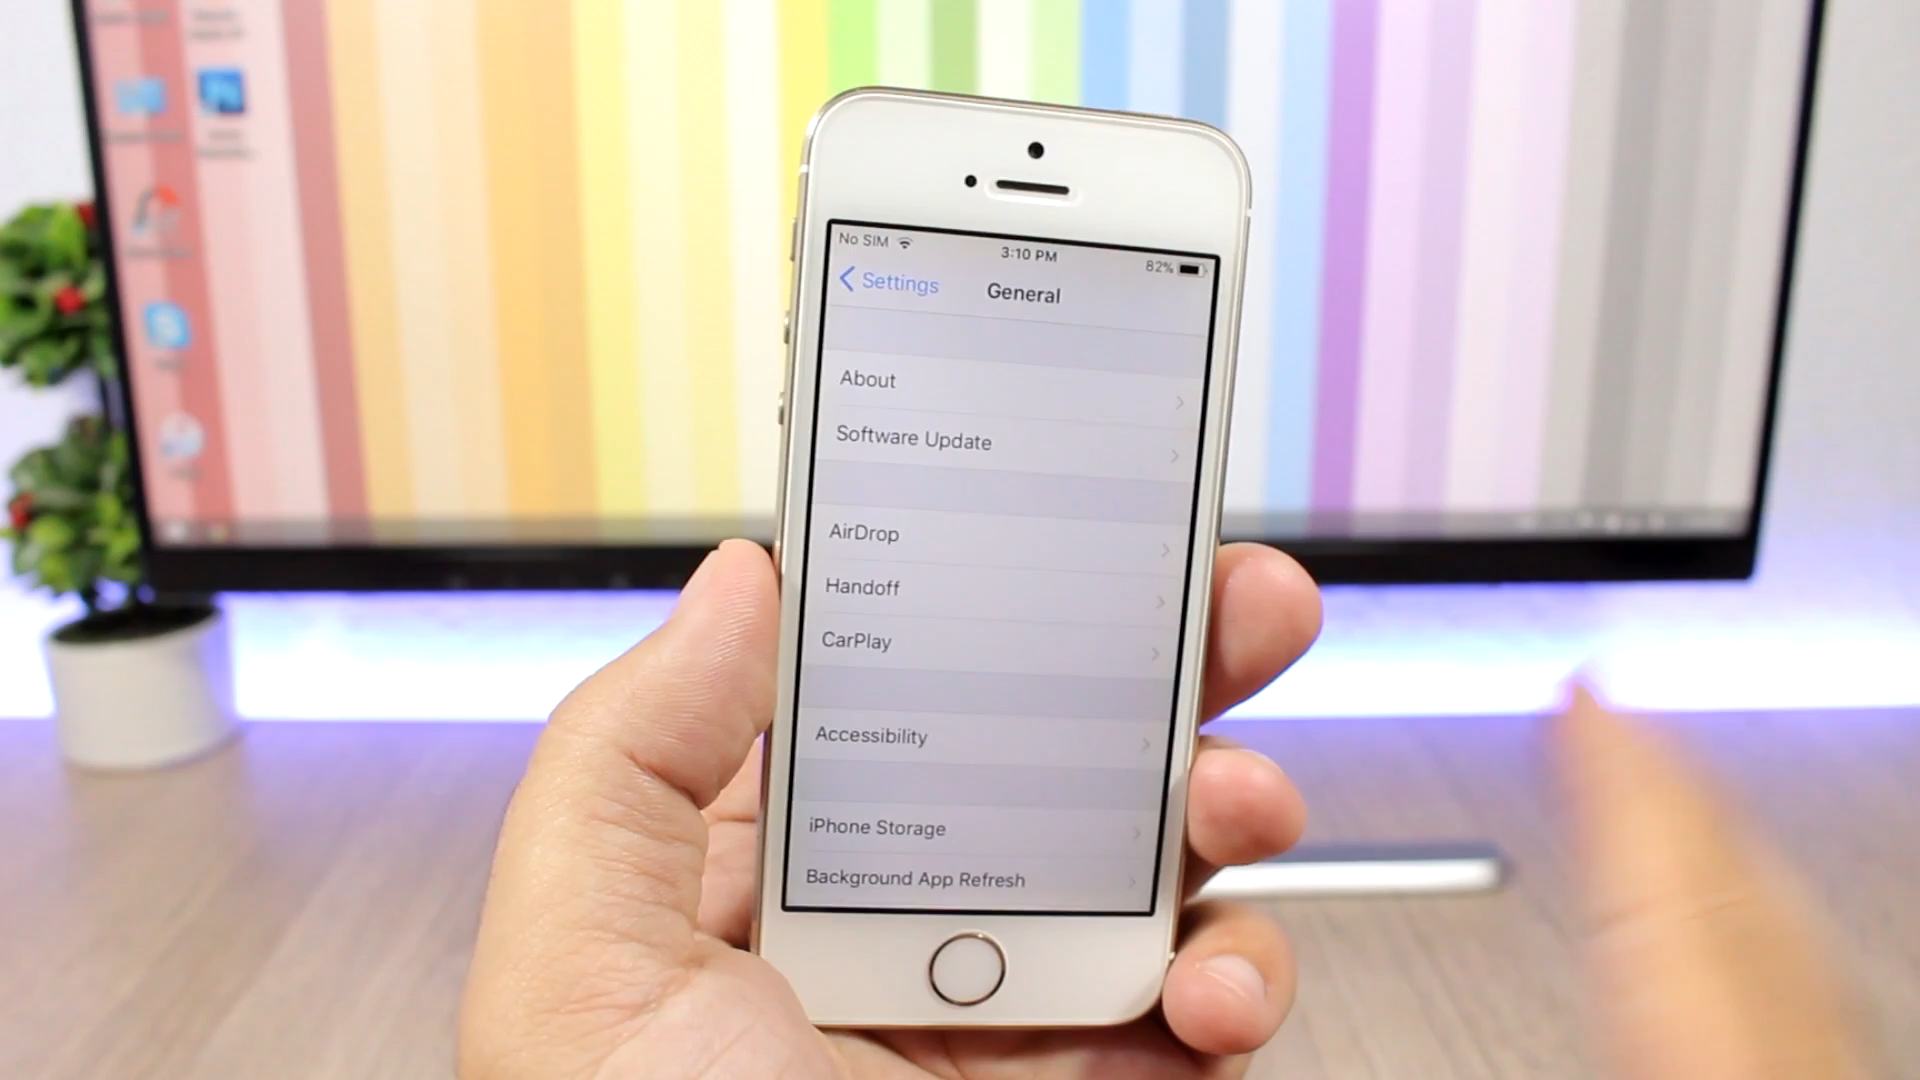 No SIM 3:10 PM 82%
Settings General
About
Software Update
AirDrop
Handoff
CarPlay
Accessibility
iPhone Storage
Background App Refresh